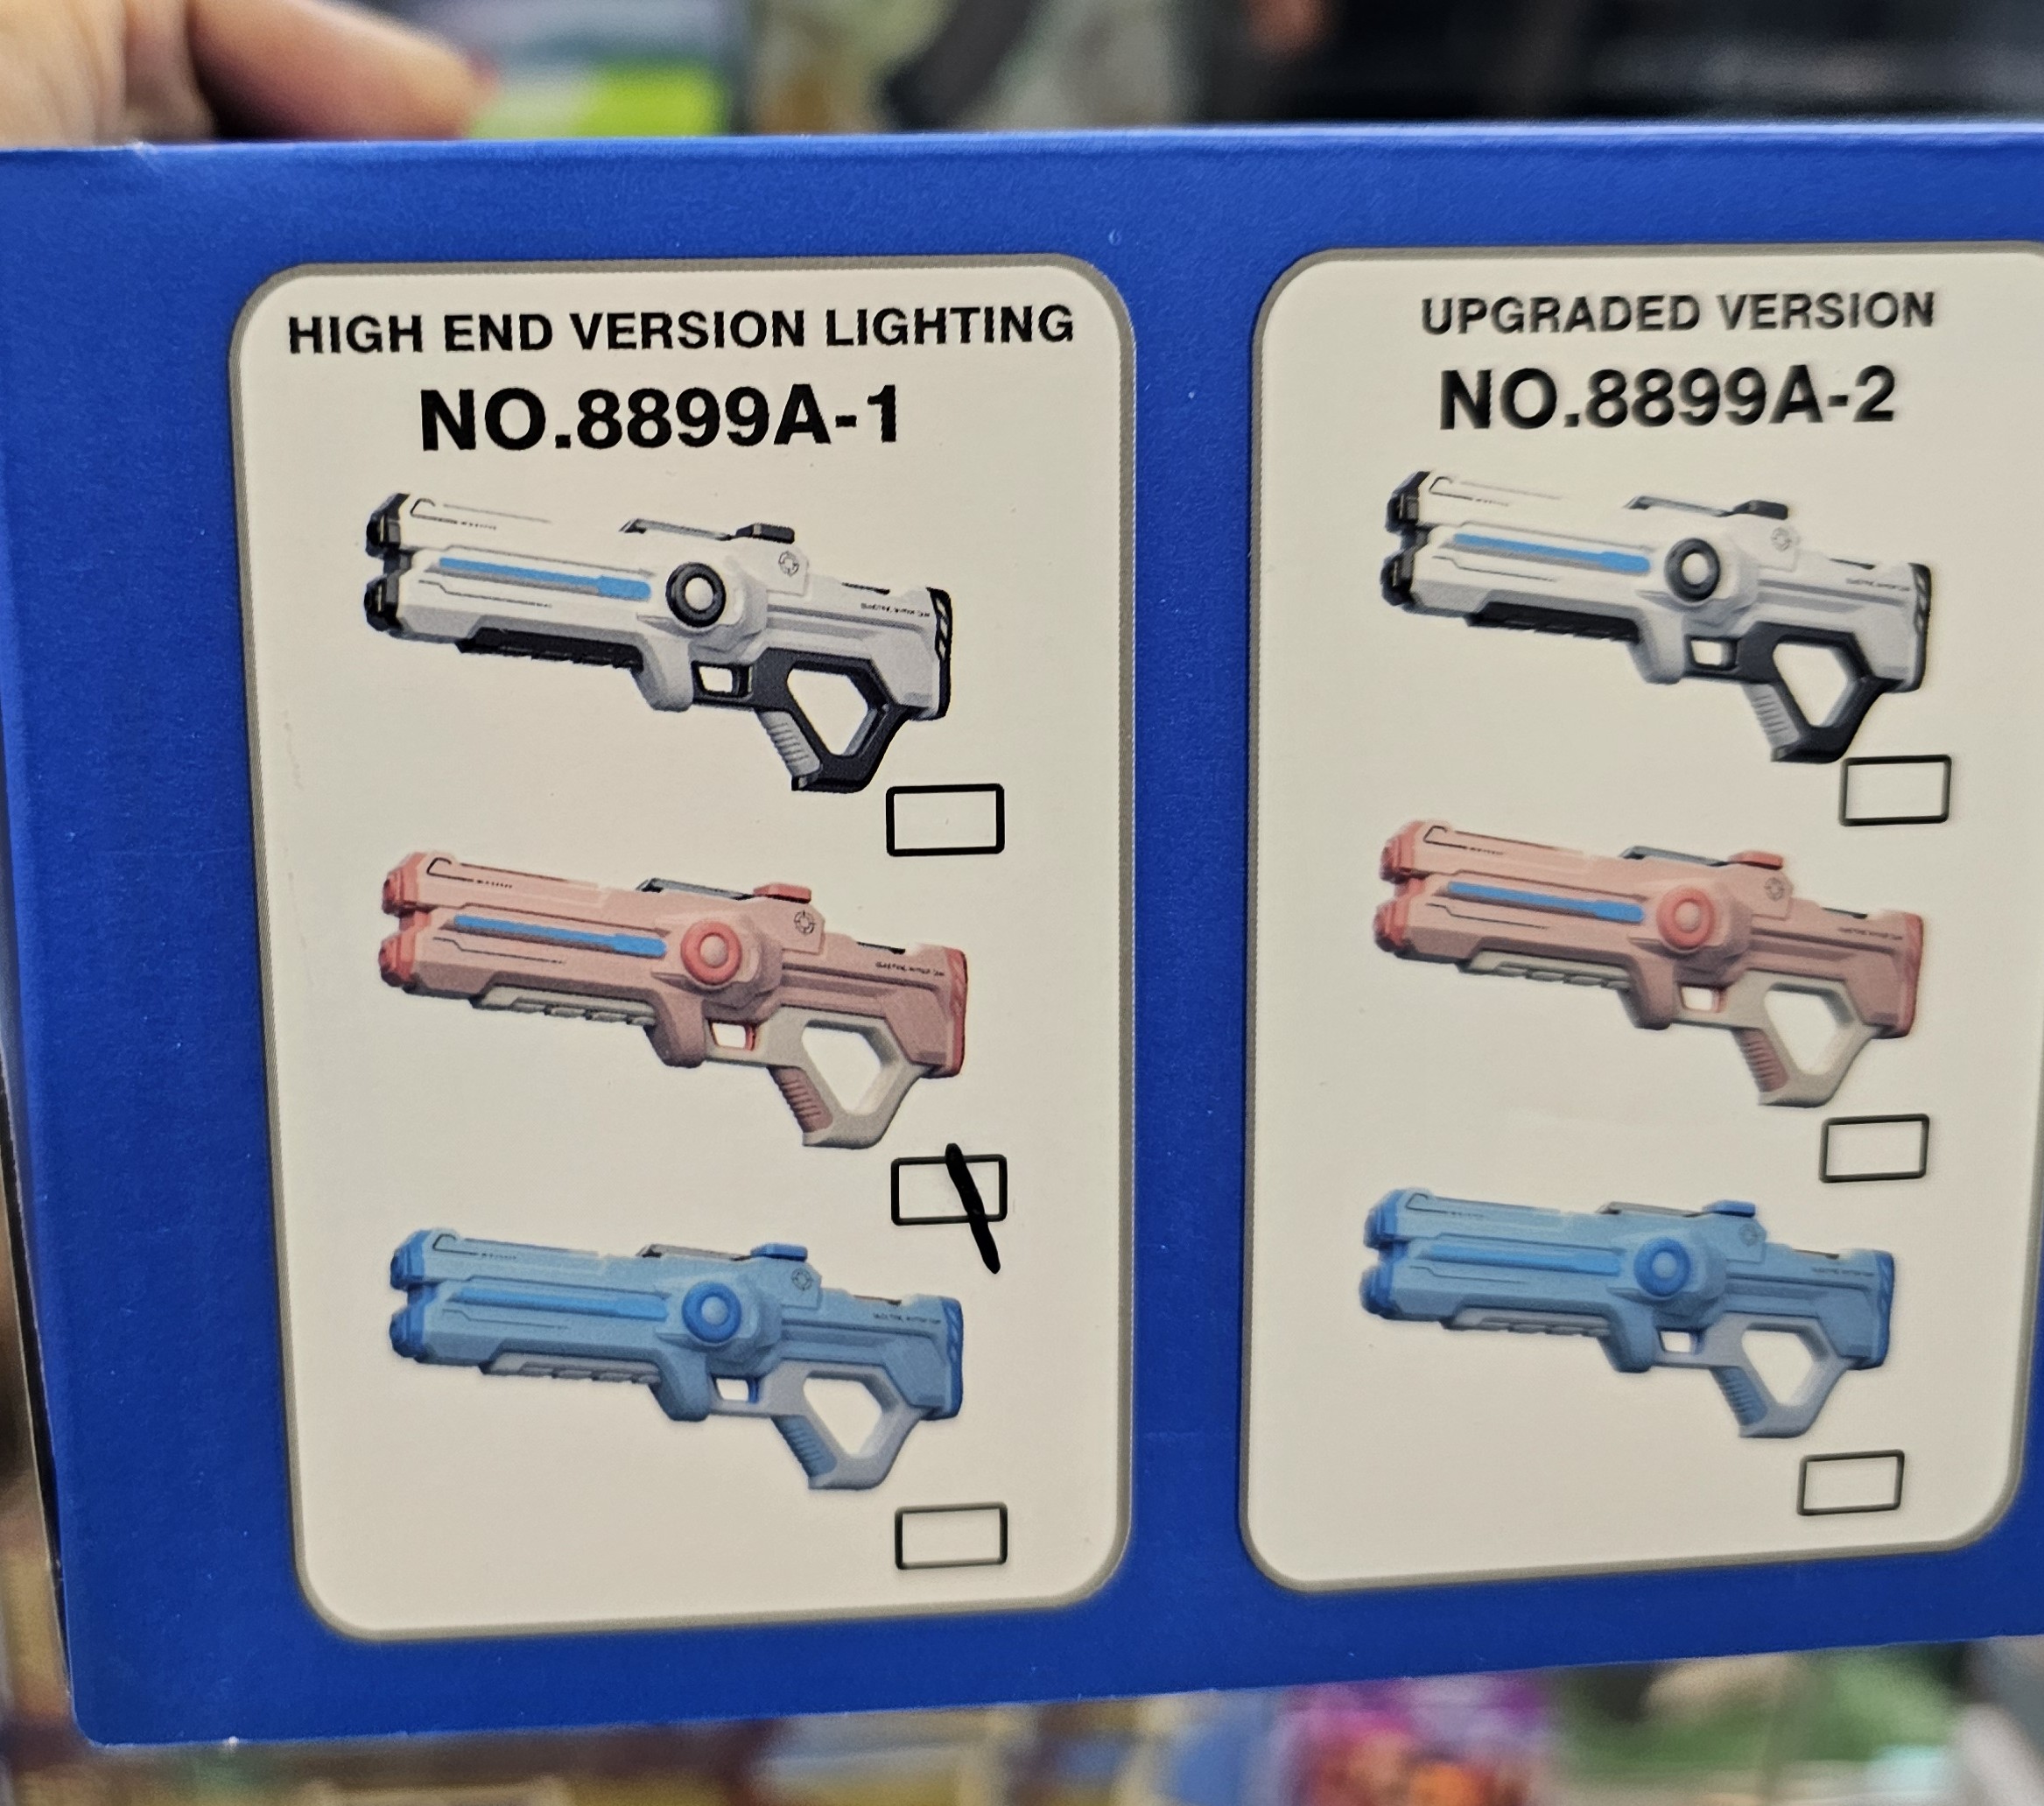 HIGH END VERSION LIGHTING
NO.8899A-1
UPGRADED VERSION
NO.8899A-2